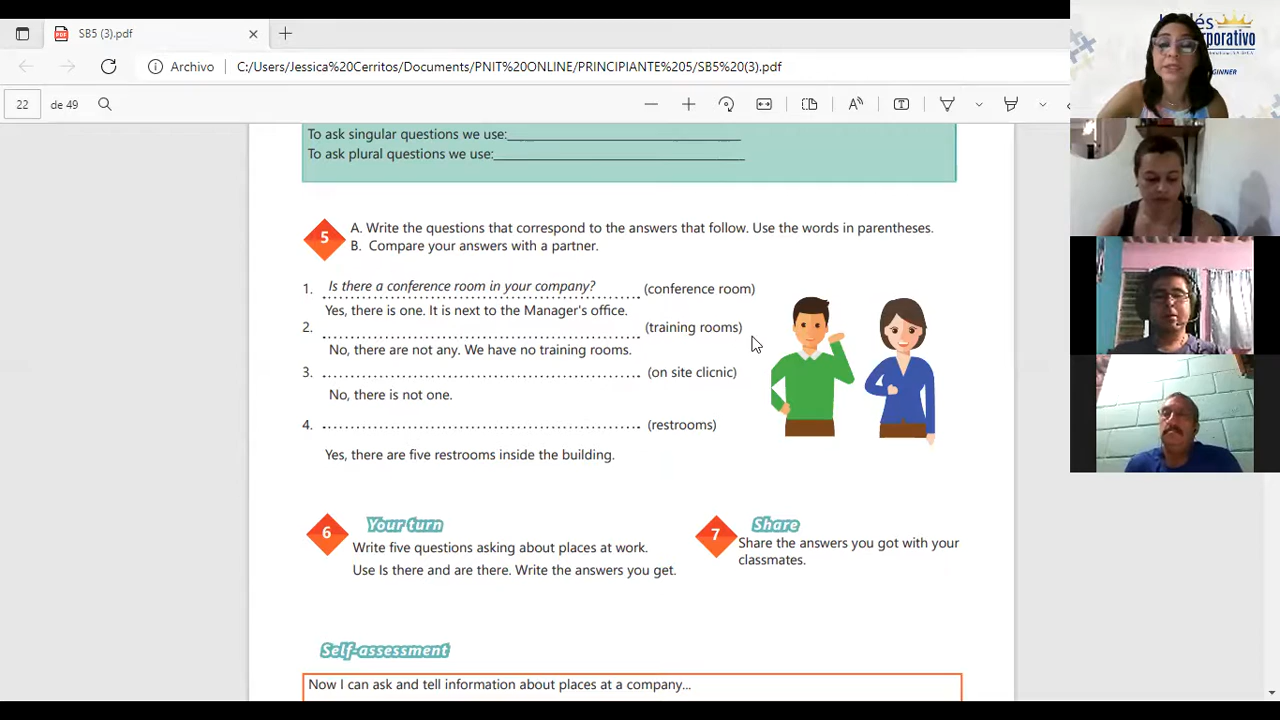 SB5 (3).pdf
Archivo
C:/Users/Jessica%20Cerritos/Documents/PNIT%20ONLINE/PRINCIPIANTE%205/SB5%20(3).pdf
22
de 49
To ask singular questions we use:
To ask plural questions we use:
5
A. Write the questions that correspond to the answers that follow. Use the words in parentheses.
B. Compare your answers with a partner.
1. Is there a conference room in your company? (conference room)
Yes, there is one. It is next to the Manager's office.
2. (training rooms)
No, there are not any. We have no training rooms.
3. (on site clicnic)
No, there is not one.
4. (restrooms)
Yes, there are five restrooms inside the building.
6 Your turn
Write five questions asking about places at work.
Use Is there and are there. Write the answers you get.
7 Share
Share the answers you got with your
classmates.
Self-assessment
Now I can ask and tell information about places at a company...